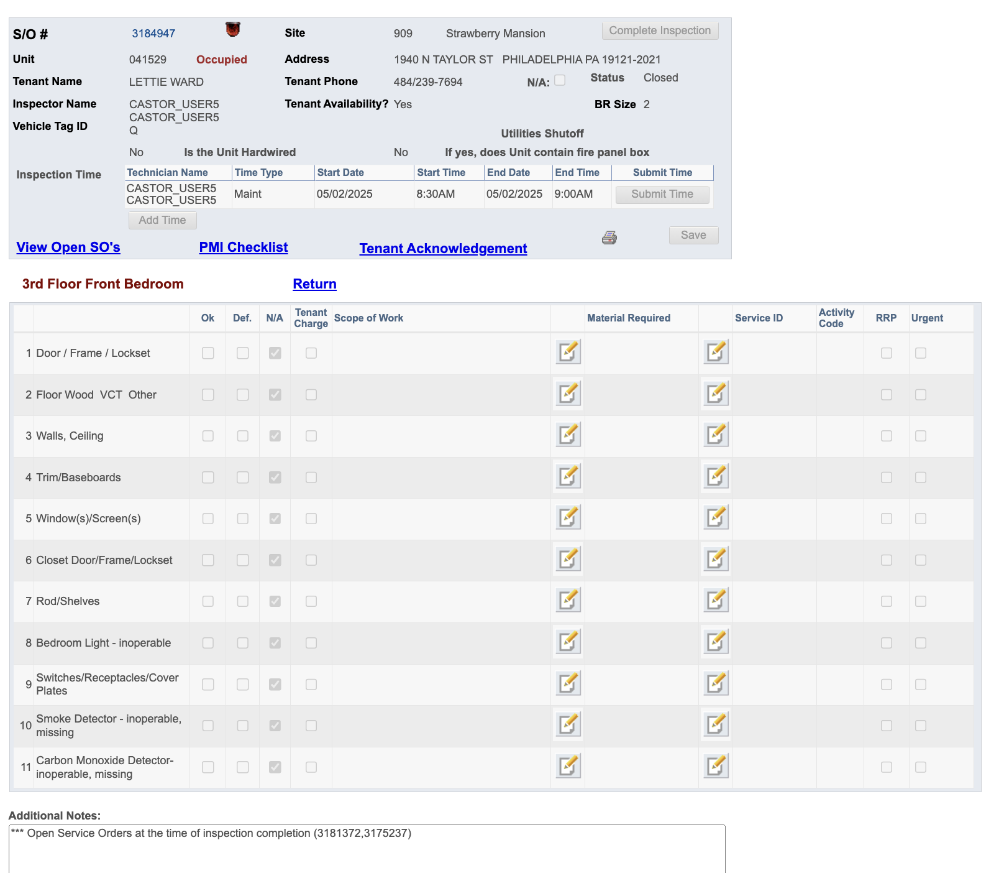 S/O # 3184947 Site 909 Strawberry Mansion Complete Inspection
Unit 041529 Occupied Address 1940 N TAYLOR ST PHILADELPHIA PA 19121-2021
Tenant Name LETTIE WARD Tenant Phone 484/239-7694 N/A: Status Closed
Inspector Name CASTOR_USER5 Tenant Availability? Yes BR Size 2
CASTOR_USER5
Vehicle Tag ID Q
Utilities Shutoff
No Is the Unit Hardwired No If yes, does Unit contain fire panel box
Inspection Time Technician Name Time Type Start Date Start Time End Date End Time Submit Time
CASTOR_USER5
CASTOR_USER5 Maint 05/02/2025 8:30AM 05/02/2025 9:00AM Submit Time
Add Time
View Open SO's PMI Checklist Tenant Acknowledgement Save
3rd Floor Front Bedroom Return
Ok Def. N/A Tenant Charge Scope of Work Material Required Service ID Activity Code RRP Urgent
1 Door / Frame / Lockset
2 Floor Wood VCT Other
3 Walls, Ceiling
4 Trim/Baseboards
5 Window(s)/Screen(s)
6 Closet Door/Frame/Lockset
7 Rod/Shelves
8 Bedroom Light - inoperable
9 Switches/Receptacles/Cover
Plates
10 Smoke Detector - inoperable,
missing
11 Carbon Monoxide Detector-
inoperable, missing
Additional Notes:
*** Open Service Orders at the time of inspection completion (3181372,3175237)